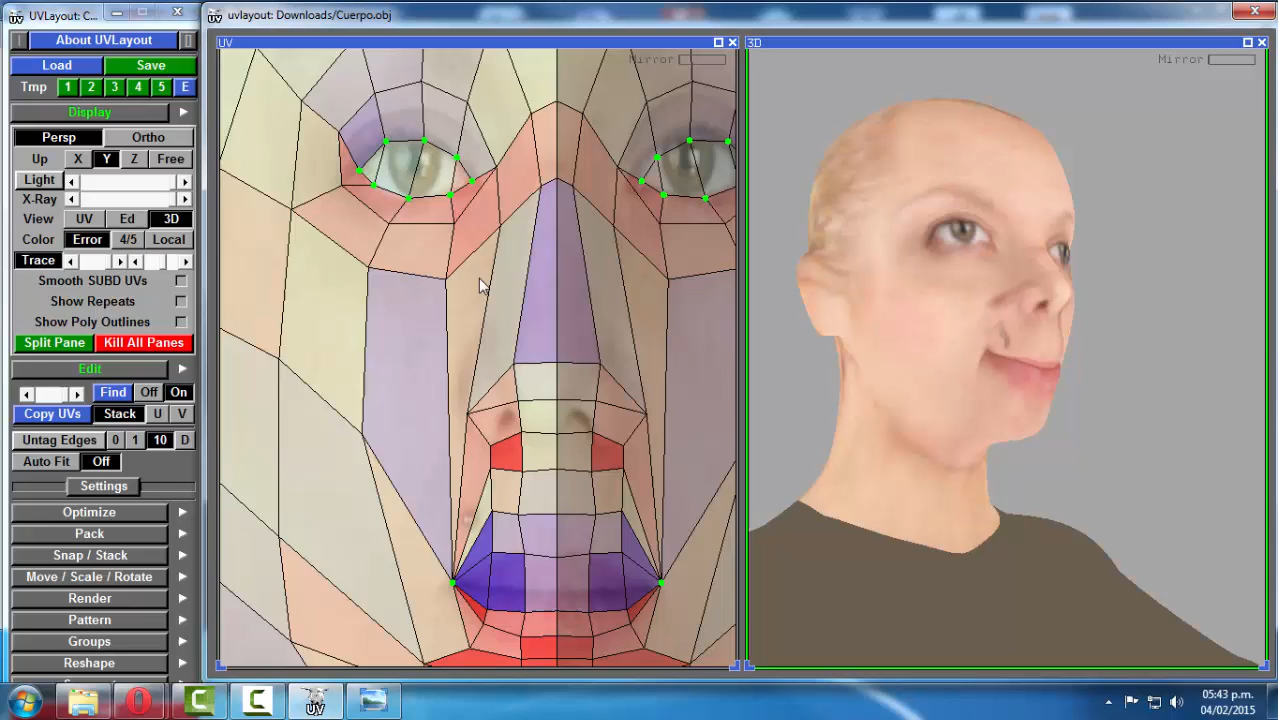 UVLayout: C...
uvlayout: Downloads/Cuerpo.obj
About UVLayout
Load
Save
Tmp 1 2 3 4 5 E
Display
Persp
Ortho
Up X Y Z Free
Light
X-Ray
View UV Ed 3D
Color Error 4/5 Local
Trace
Smooth SUBD UVs
Show Repeats
Show Poly Outlines
Split Pane
Kill All Panes
Edit
Find Off On
Copy UVs Stack U V
Untag Edges 0 1 10 D
Auto Fit Off
Settings
Optimize
Pack
Snap / Stack
Move / Scale / Rotate
Render
Pattern
Groups
Reshape
UV
Mirror
3D
Mirror
UV
05:43 p.m.
04/02/2015